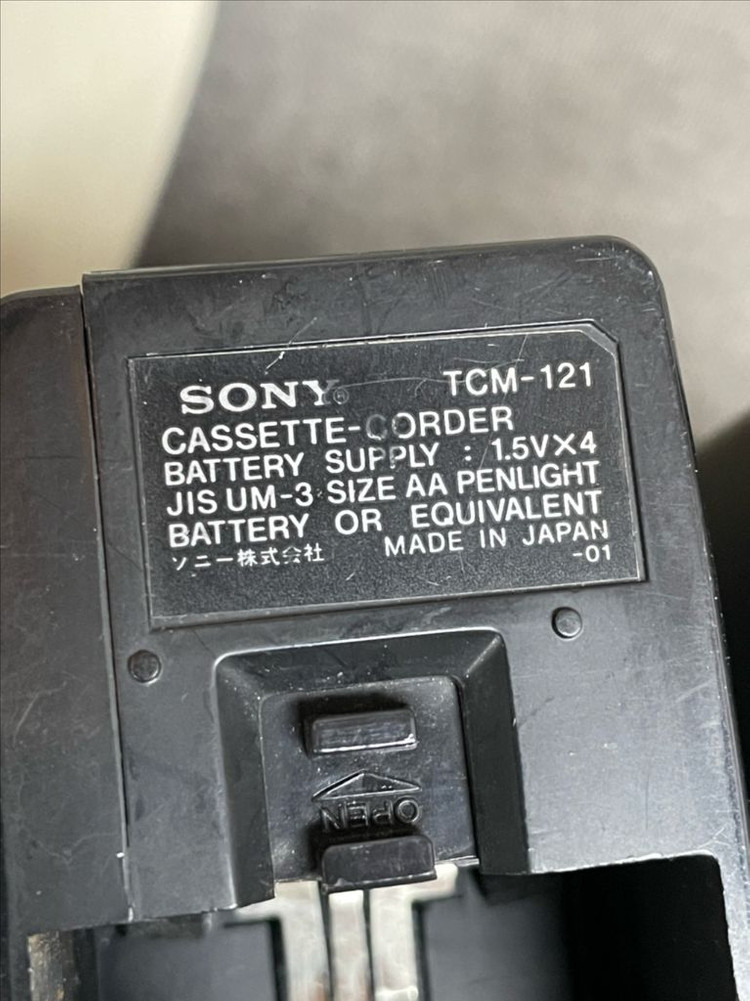 SONY® TCM-121
CASSETTE-CORDER
BATTERY SUPPLY : 1.5V×4
JIS UM-3 SIZE AA PENLIGHT
BATTERY OR EQUIVALENT
ソニー株式会社 MADE IN JAPAN
-01
OPEN